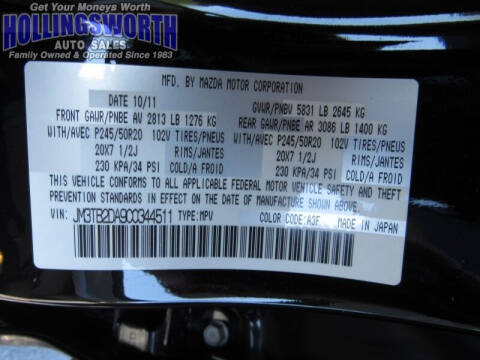 Get Your Moneys Worth
HOLLINGSWORTH
AUTO SALES
Family Owned & Operated Since 1983
MFD. BY MAZDA MOTOR CORPORATION
DATE 10/11 GVWR/PNBV 5831 LB 2645 KG
FRONT GAWR/PNBE AV 2813 LB 1276 KG REAR GAWR/PNBE AR 3086 LB 1400 KG
WITH/AVEC P245/50R20 102V TIRES/PNEUS WITH/AVEC P245/50R20 102V TIRES/PNEUS
20X7 1/2J RIMS/JANTES 20X7 1/2J RIMS/JANTES
230 KPA/34 PSI COLD/A FROID 230 KPA/34 PSI COLD/A FROID
THIS VEHICLE CONFORMS TO ALL APPLICABLE FEDERAL MOTOR VEHICLE SAFETY AND THEFT
PREVENTION STANDARDS IN EFFECT ON THE DATE OF MANUFACTURE SHOWN ABOVE.
VIN: JM3TB2DA9C0344511 TYPE: MPV COLOR CODE: A3F MADE IN JAPAN